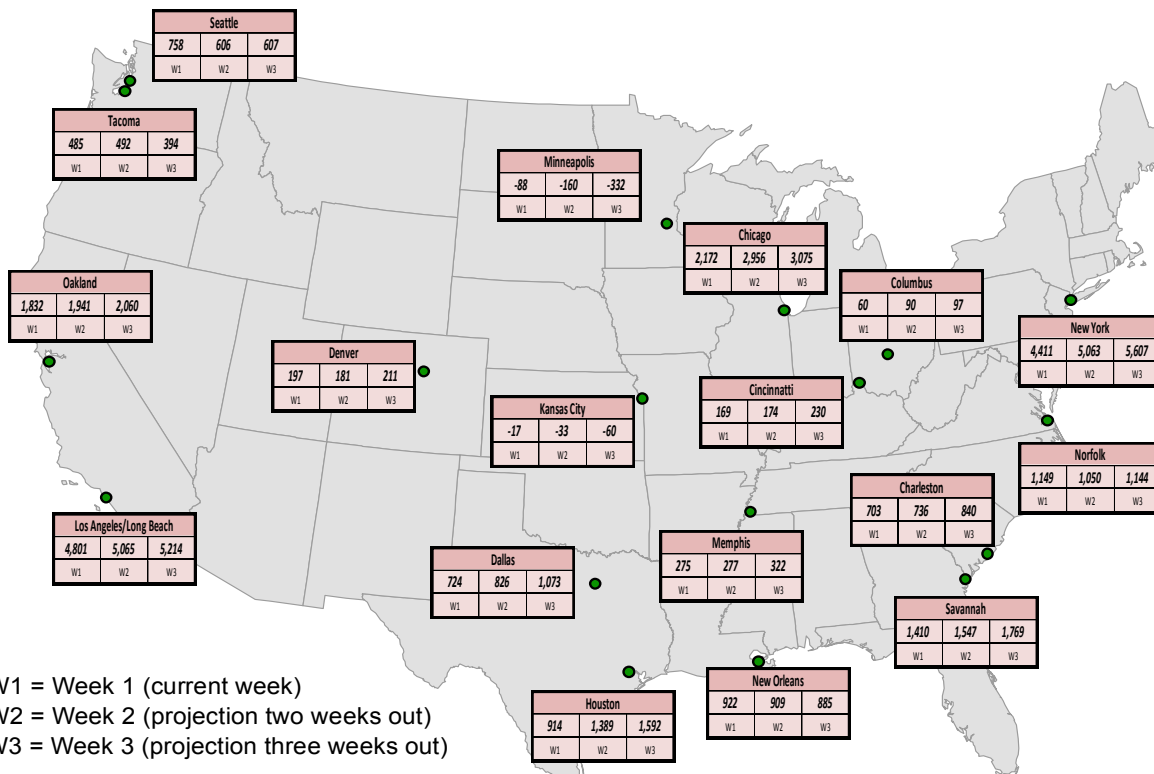 Seattle
758 606 607
W1 W2 W3
Tacoma
485 492 394
W1 W2 W3
Minneapolis
-88 -160 -332
W1 W2 W3
Chicago
2,172 2,956 3,075
W1 W2 W3
Oakland
1,832 1,941 2,060
W1 W2 W3
Columbus
60 90 97
W1 W2 W3
New York
4,411 5,063 5,607
W1 W2 W3
Denver
197 181 211
W1 W2 W3
Cincinnatti
169 174 230
W1 W2 W3
Kansas City
-17 -33 -60
W1 W2 W3
Norfolk
1,149 1,050 1,144
W1 W2 W3
Charleston
703 736 840
W1 W2 W3
Los Angeles/Long Beach
4,801 5,065 5,214
W1 W2 W3
Memphis
275 277 322
W1 W2 W3
Dallas
724 826 1,073
W1 W2 W3
Savannah
1,410 1,547 1,769
W1 W2 W3
New Orleans
922 909 885
W1 W2 W3
Houston
914 1,389 1,592
W1 W2 W3
W1 = Week 1 (current week)
W2 = Week 2 (projection two weeks out)
W3 = Week 3 (projection three weeks out)